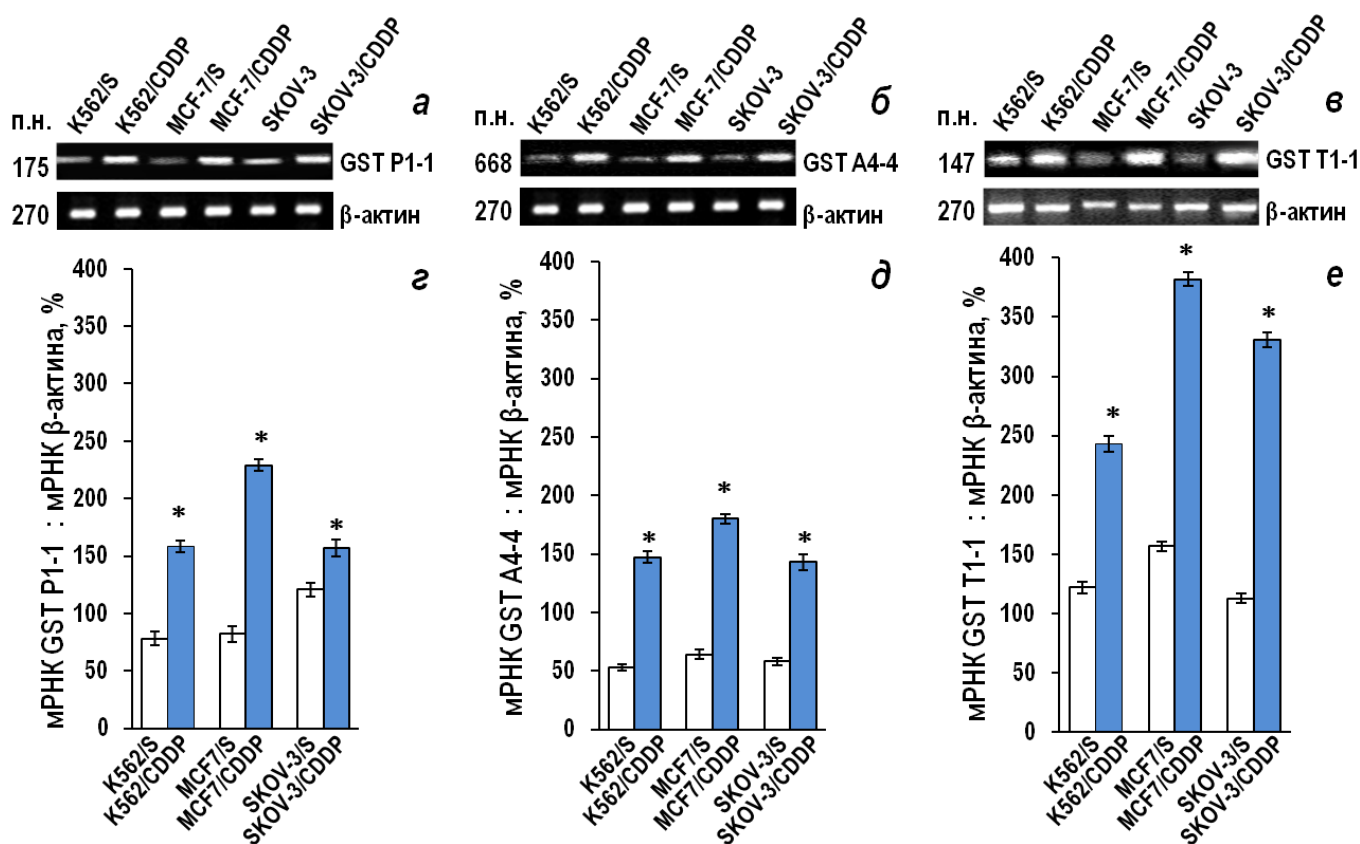 а
K562/S
K562/CDDP
MCF-7/S
MCF-7/CDDP
SKOV-3
SKOV-3/CDDP
п.н.
175
GST P1-1
270
β-актин
б
K562/S
K562/CDDP
MCF-7/S
MCF-7/CDDP
SKOV-3
SKOV-3/CDDP
п.н.
668
GST A4-4
270
β-актин
в
K562/S
K562/CDDP
MCF-7/S
MCF-7/CDDP
SKOV-3
SKOV-3/CDDP
п.н.
147
GST T1-1
270
β-актин
г
мРНК GST P1-1 : мРНК β-актина, %
400
350
300
250
200
150
100
50
0
*
*
*
K562/S
K562/CDDP
MCF7/S
MCF7/CDDP
SKOV-3/S
SKOV-3/CDDP
д
мРНК GST A4-4 : мРНК β-актина, %
400
350
300
250
200
150
100
50
0
*
*
*
K562/S
K562/CDDP
MCF7/S
MCF7/CDDP
SKOV-3/S
SKOV-3/CDDP
е
мРНК GST T1-1 : мРНК β-актина, %
400
350
300
250
200
150
100
50
0
*
*
*
K562/S
K562/CDDP
MCF7/S
MCF7/CDDP
SKOV-3/S
SKOV-3/CDDP